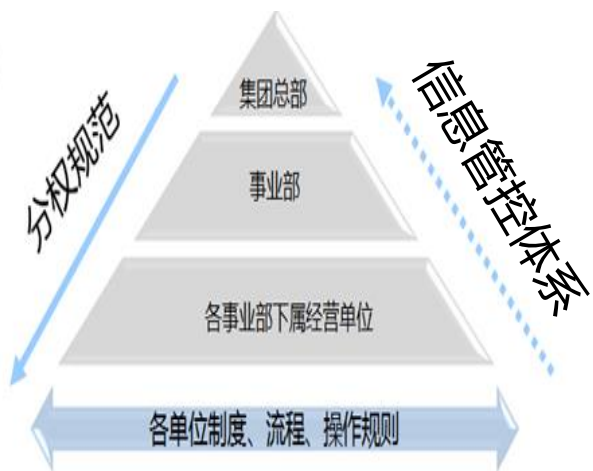 集团总部
分权规范
信息管控体系
事业部
各事业部下属经营单位
各单位制度、流程、操作规则